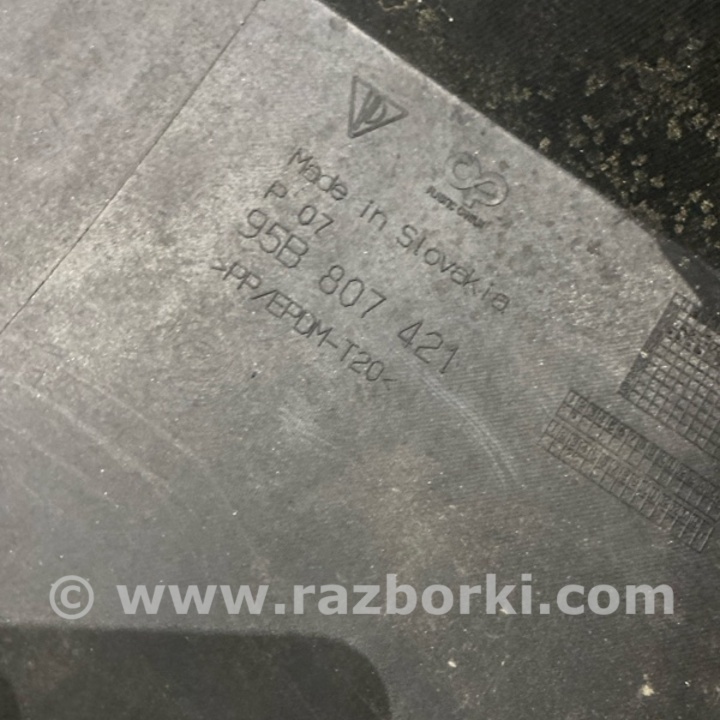 Made in Slovakia
P 07
95B 807 421
>PP/EPDM-T20<
© www.razborki.com